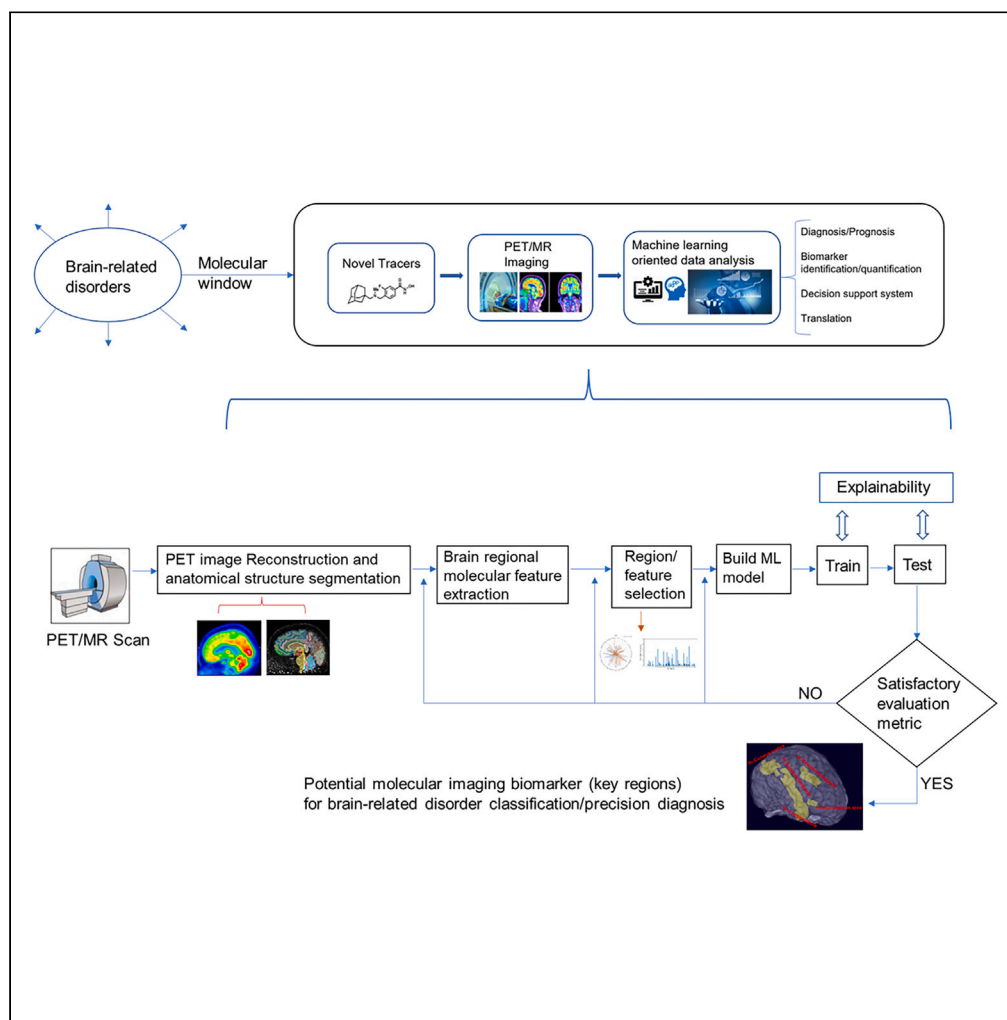 Brain-related
disorders
Molecular
window
Novel Tracers
PET/MR
Imaging
Machine learning
oriented data analysis
Diagnosis/Prognosis
Biomarker
identification/quantification
Decision support system
Translation
Explainability
PET/MR Scan
PET image Reconstruction and
anatomical structure segmentation
Brain regional
molecular feature
extraction
Region/
feature
selection
Build ML
model
Train
Test
NO
Satisfactory
evaluation
metric
YES
Potential molecular imaging biomarker (key regions)
for brain-related disorder classification/precision diagnosis